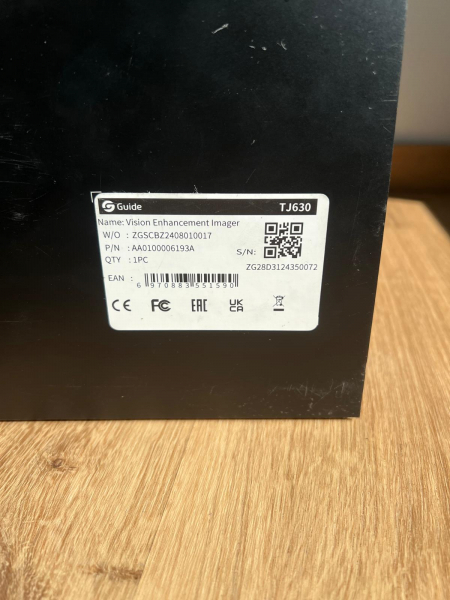 Guide TJ630
Name: Vision Enhancement Imager
W/O : ZGSCBZ2408010017
P/N : AA0100006193A
QTY : 1PC
S/N:
ZG28D3124350072
EAN :
6 970883 551590
CE FC EAC UK CA